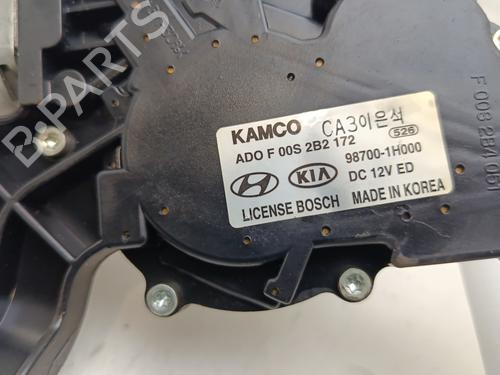 KAMCO CA3이은석
ADO F 00S 2B2 172 526
98700-1H000
KIA DC 12V ED
LICENSE BOSCH MADE IN KOREA
B-PARTS